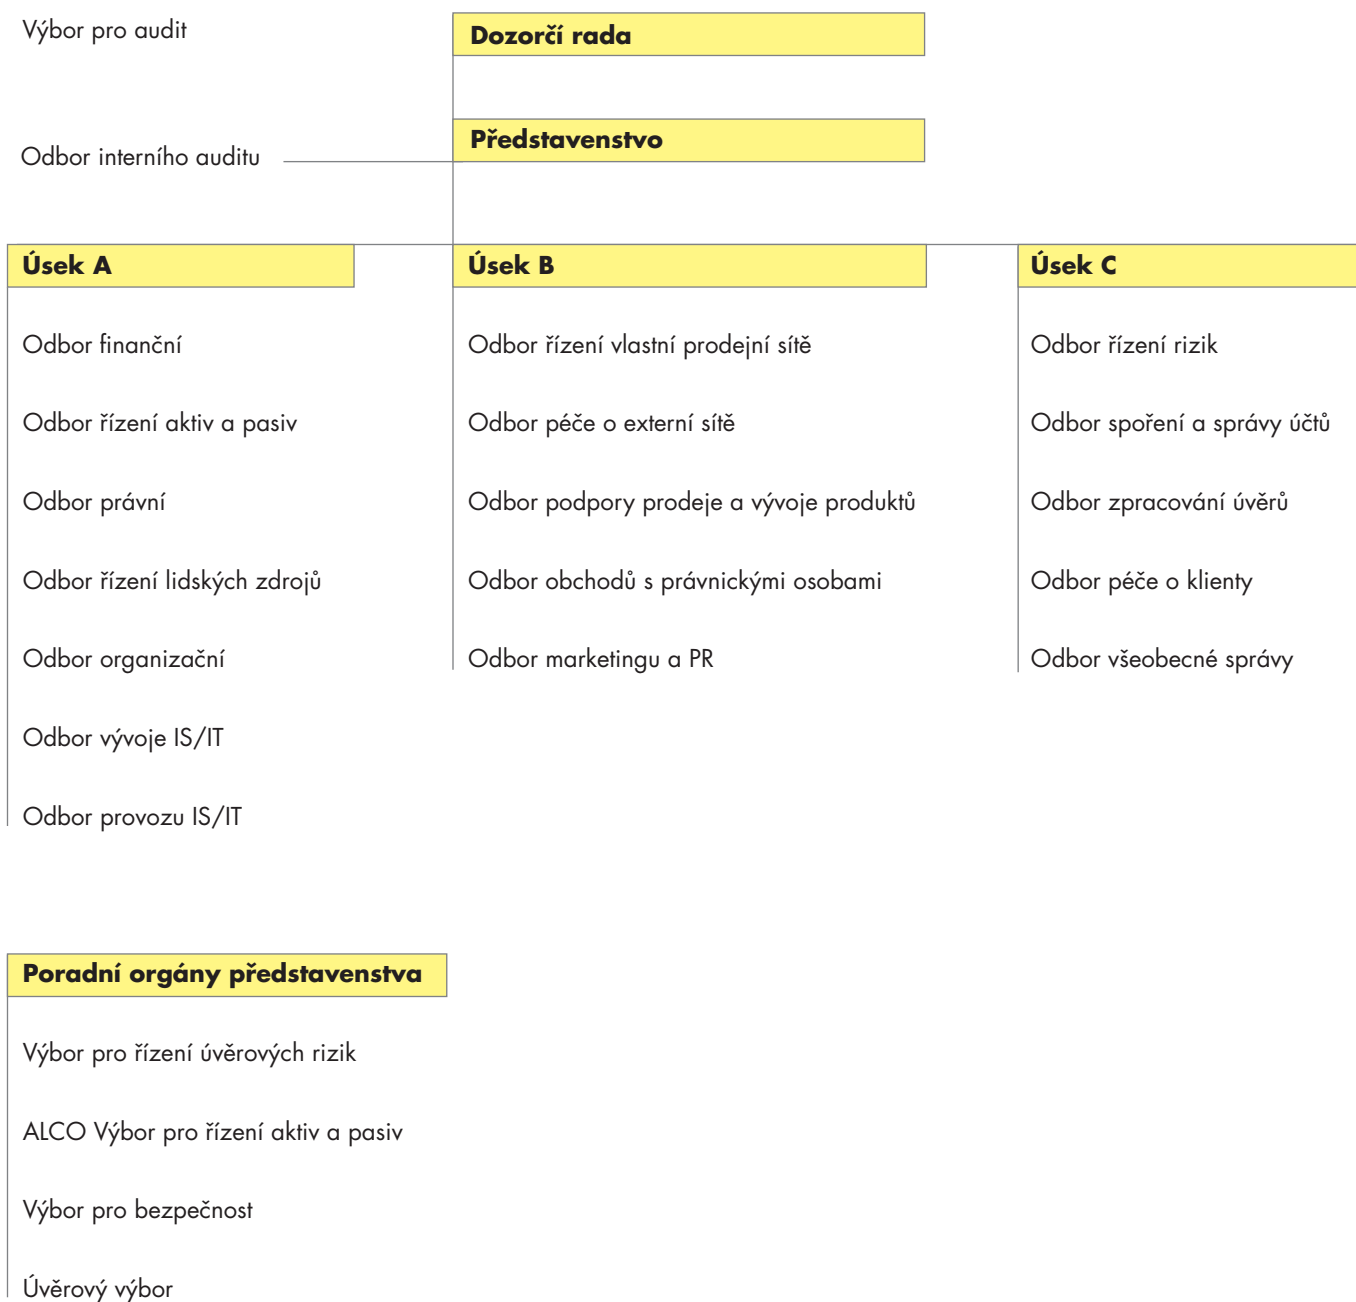 Výbor pro audit
Dozorčí rada
Představenstvo
Odbor interního auditu
Úsek A
Odbor finanční
Odbor řízení aktiv a pasiv
Odbor právní
Odbor řízení lidských zdrojů
Odbor organizační
Odbor vývoje IS/IT
Odbor provozu IS/IT
Úsek B
Odbor řízení vlastní prodejní sítě
Odbor péče o externí sítě
Odbor podpory prodeje a vývoje produktů
Odbor obchodů s právnickými osobami
Odbor marketingu a PR
Úsek C
Odbor řízení rizik
Odbor spoření a správy účtů
Odbor zpracování úvěrů
Odbor péče o klienty
Odbor všeobecné správy
Poradní orgány představenstva
Výbor pro řízení úvěrových rizik
ALCO Výbor pro řízení aktiv a pasiv
Výbor pro bezpečnost
Úvěrový výbor